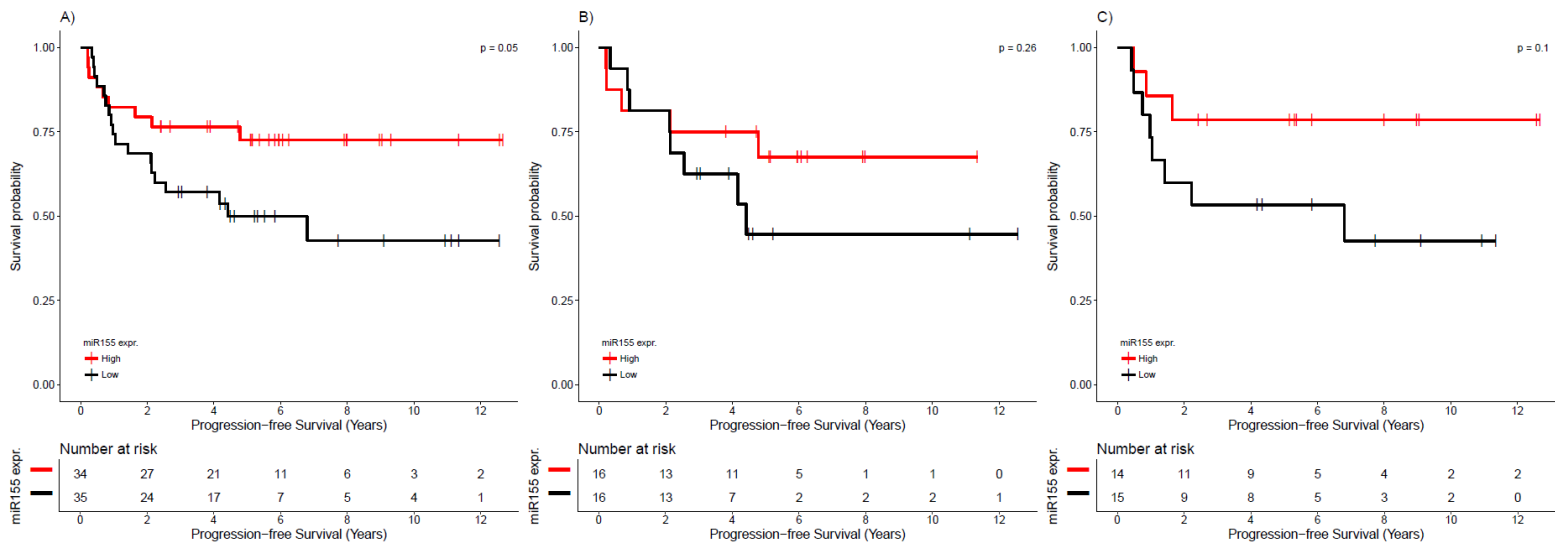 A)
p = 0.05
1.00
0.75
0.50
0.25
0.00
Survival probability
miR155 expr.
High
Low
0 2 4 6 8 10 12
Progression-free Survival (Years)
Number at risk
miR155 expr.
34 27 21 11 6 3 2
35 24 17 7 5 4 1
0 2 4 6 8 10 12
Progression-free Survival (Years)
B)
p = 0.26
1.00
0.75
0.50
0.25
0.00
Survival probability
miR155 expr.
High
Low
0 2 4 6 8 10 12
Progression-free Survival (Years)
Number at risk
miR155 expr.
16 13 11 5 1 1 0
16 13 7 2 2 2 1
0 2 4 6 8 10 12
Progression-free Survival (Years)
C)
p = 0.1
1.00
0.75
0.50
0.25
0.00
Survival probability
miR155 expr.
High
Low
0 2 4 6 8 10 12
Progression-free Survival (Years)
Number at risk
miR155 expr.
14 11 9 5 4 2 2
15 9 8 5 3 2 0
0 2 4 6 8 10 12
Progression-free Survival (Years)